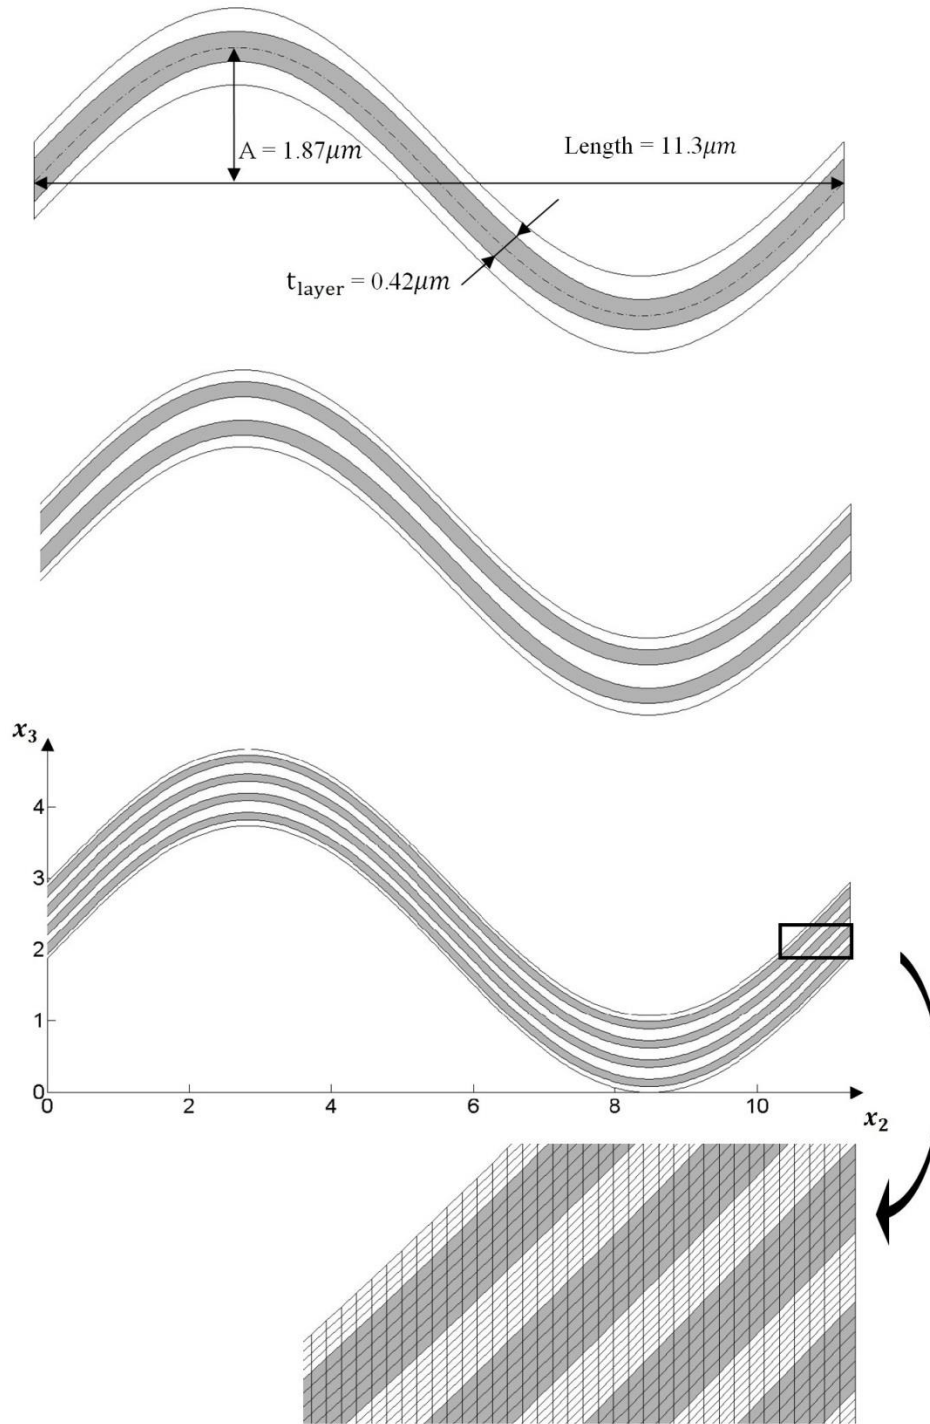 A = 1.87μm
Length = 11.3μm
t_layer = 0.42μm
x_3
4
3
2
1
0
0 2 4 6 8 10
x_2